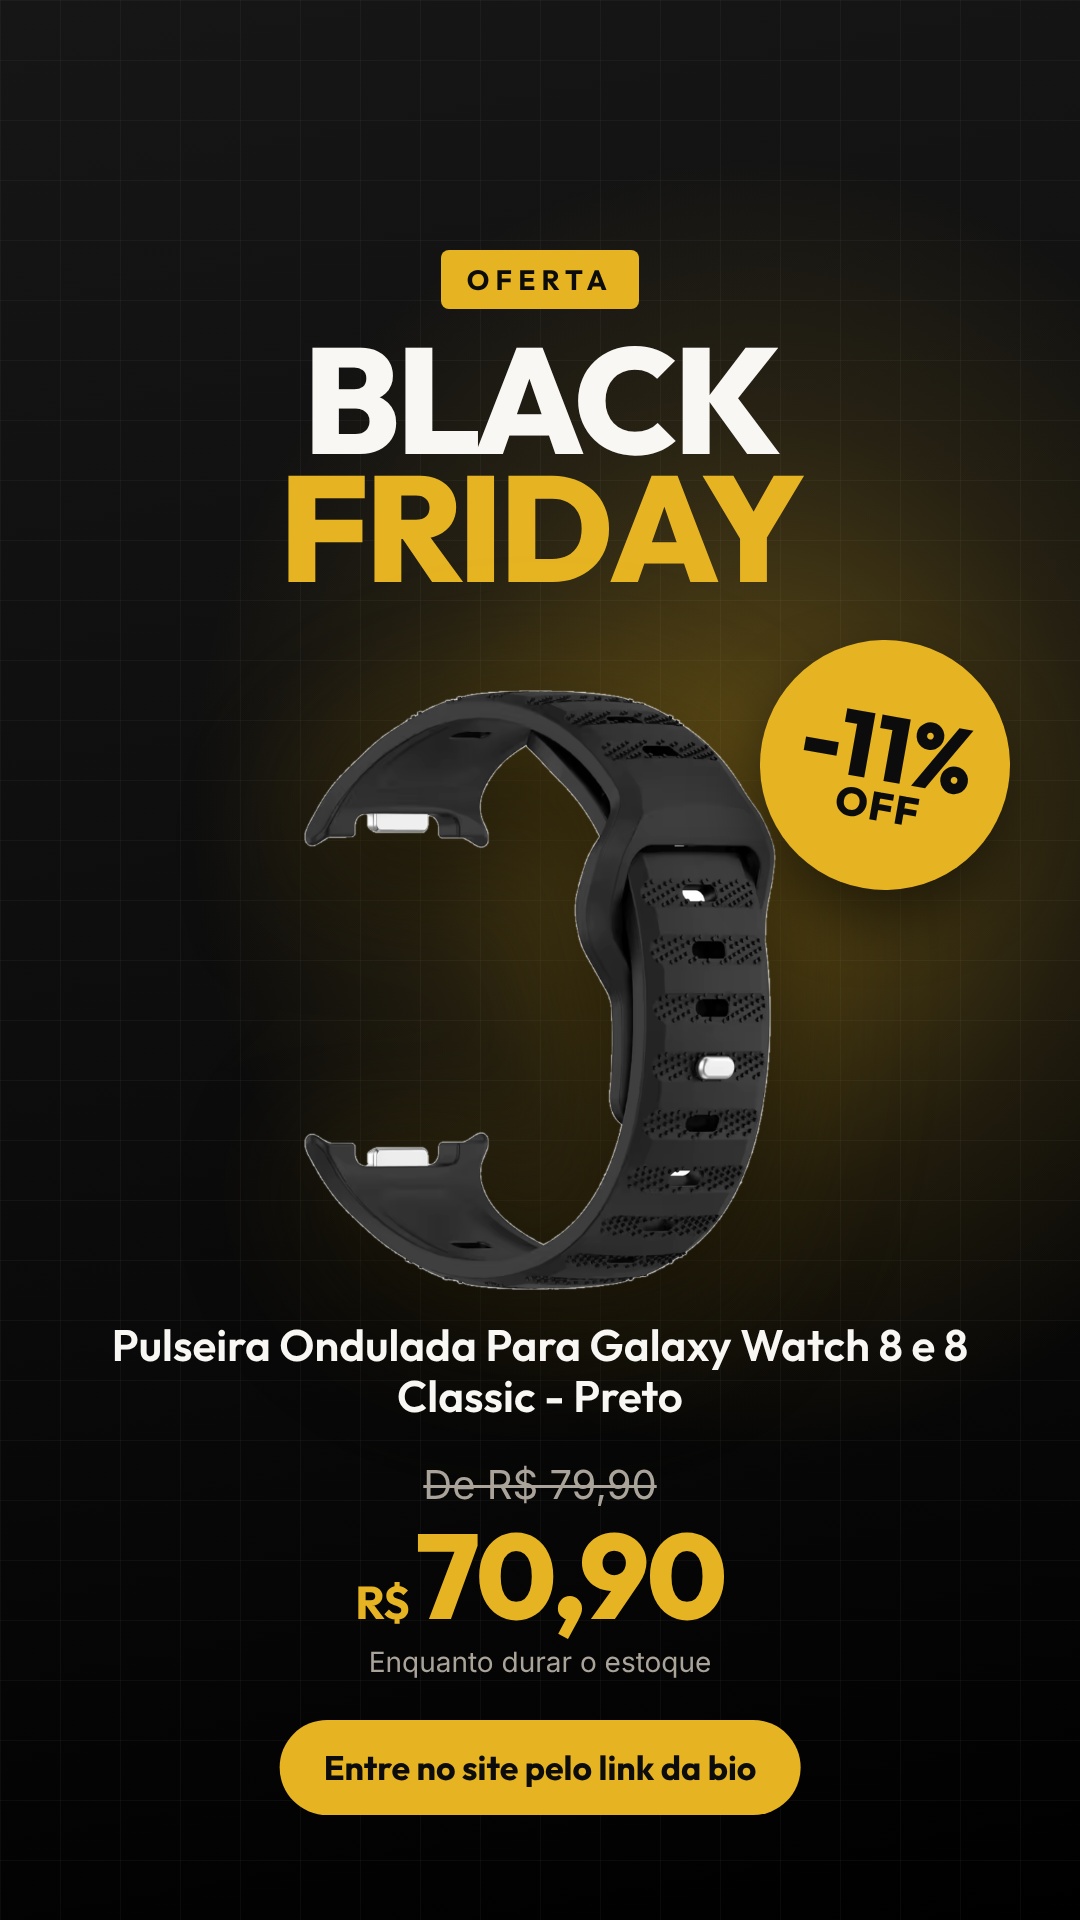 OFERTA
BLACK
FRIDAY
-11%
OFF
Pulseira Ondulada Para Galaxy Watch 8 e 8
Classic - Preto
De R$ 79,90
R$ 70,90
Enquanto durar o estoque
Entre no site pelo link da bio